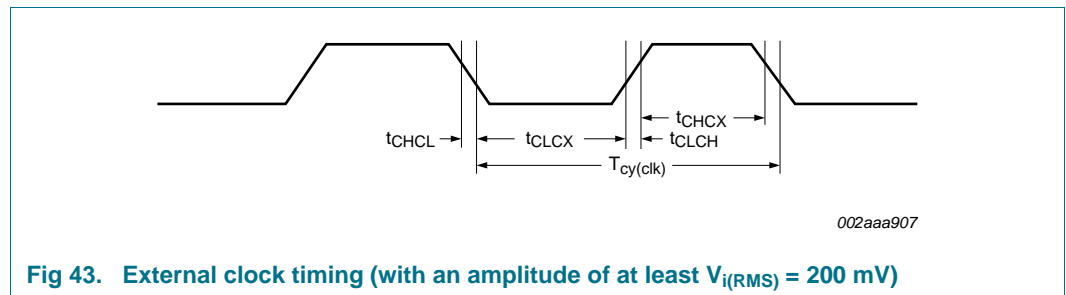 tCHCX
tCHCL tCLCX tCLCH
Tcy(clk)
002aaa907
Fig 43. External clock timing (with an amplitude of at least Vi(RMS) = 200 mV)